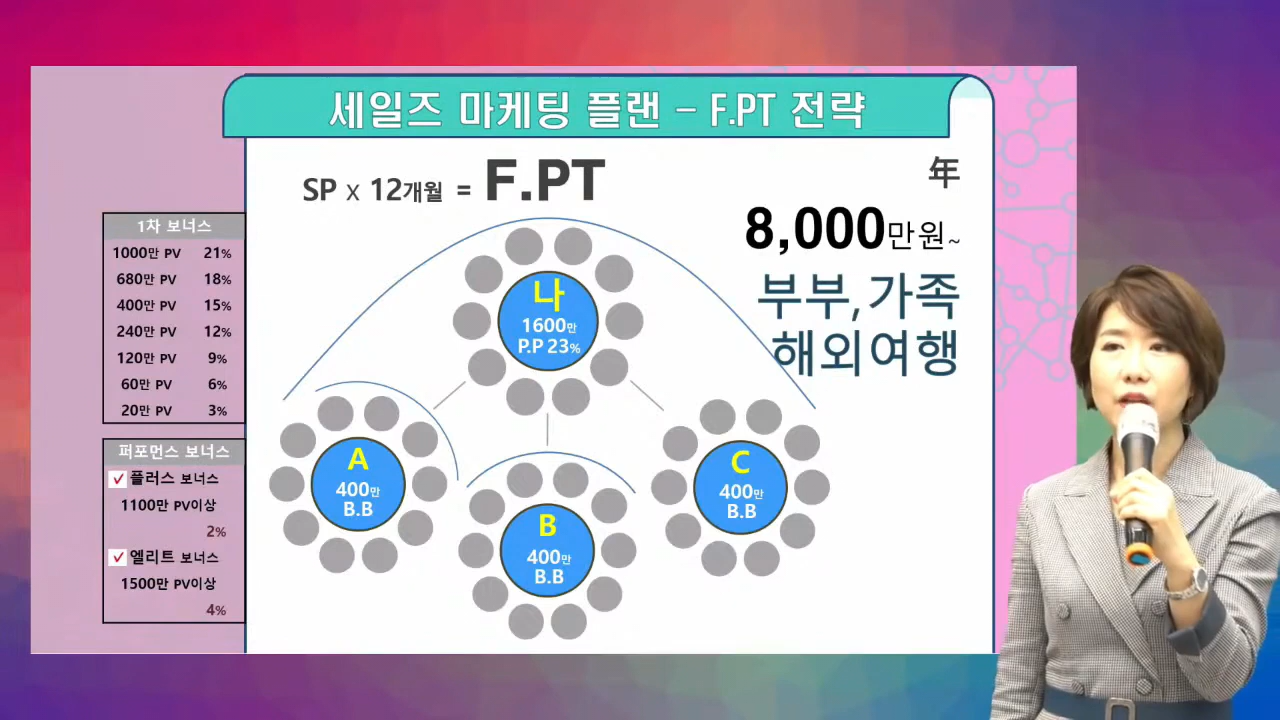 세일즈 마케팅 플랜 – F.PT 전략
SP x 12개월 = F.PT
年
8,000만원~
부부,가족
해외여행
1차 보너스
1000만 PV 21%
680만 PV 18%
400만 PV 15%
240만 PV 12%
120만 PV 9%
60만 PV 6%
20만 PV 3%
퍼포먼스 보너스
플러스 보너스
1100만 PV이상
2%
엘리트 보너스
1500만 PV이상
4%
나
1600만
P.P 23%
A
400만
B.B
B
400만
B.B
C
400만
B.B